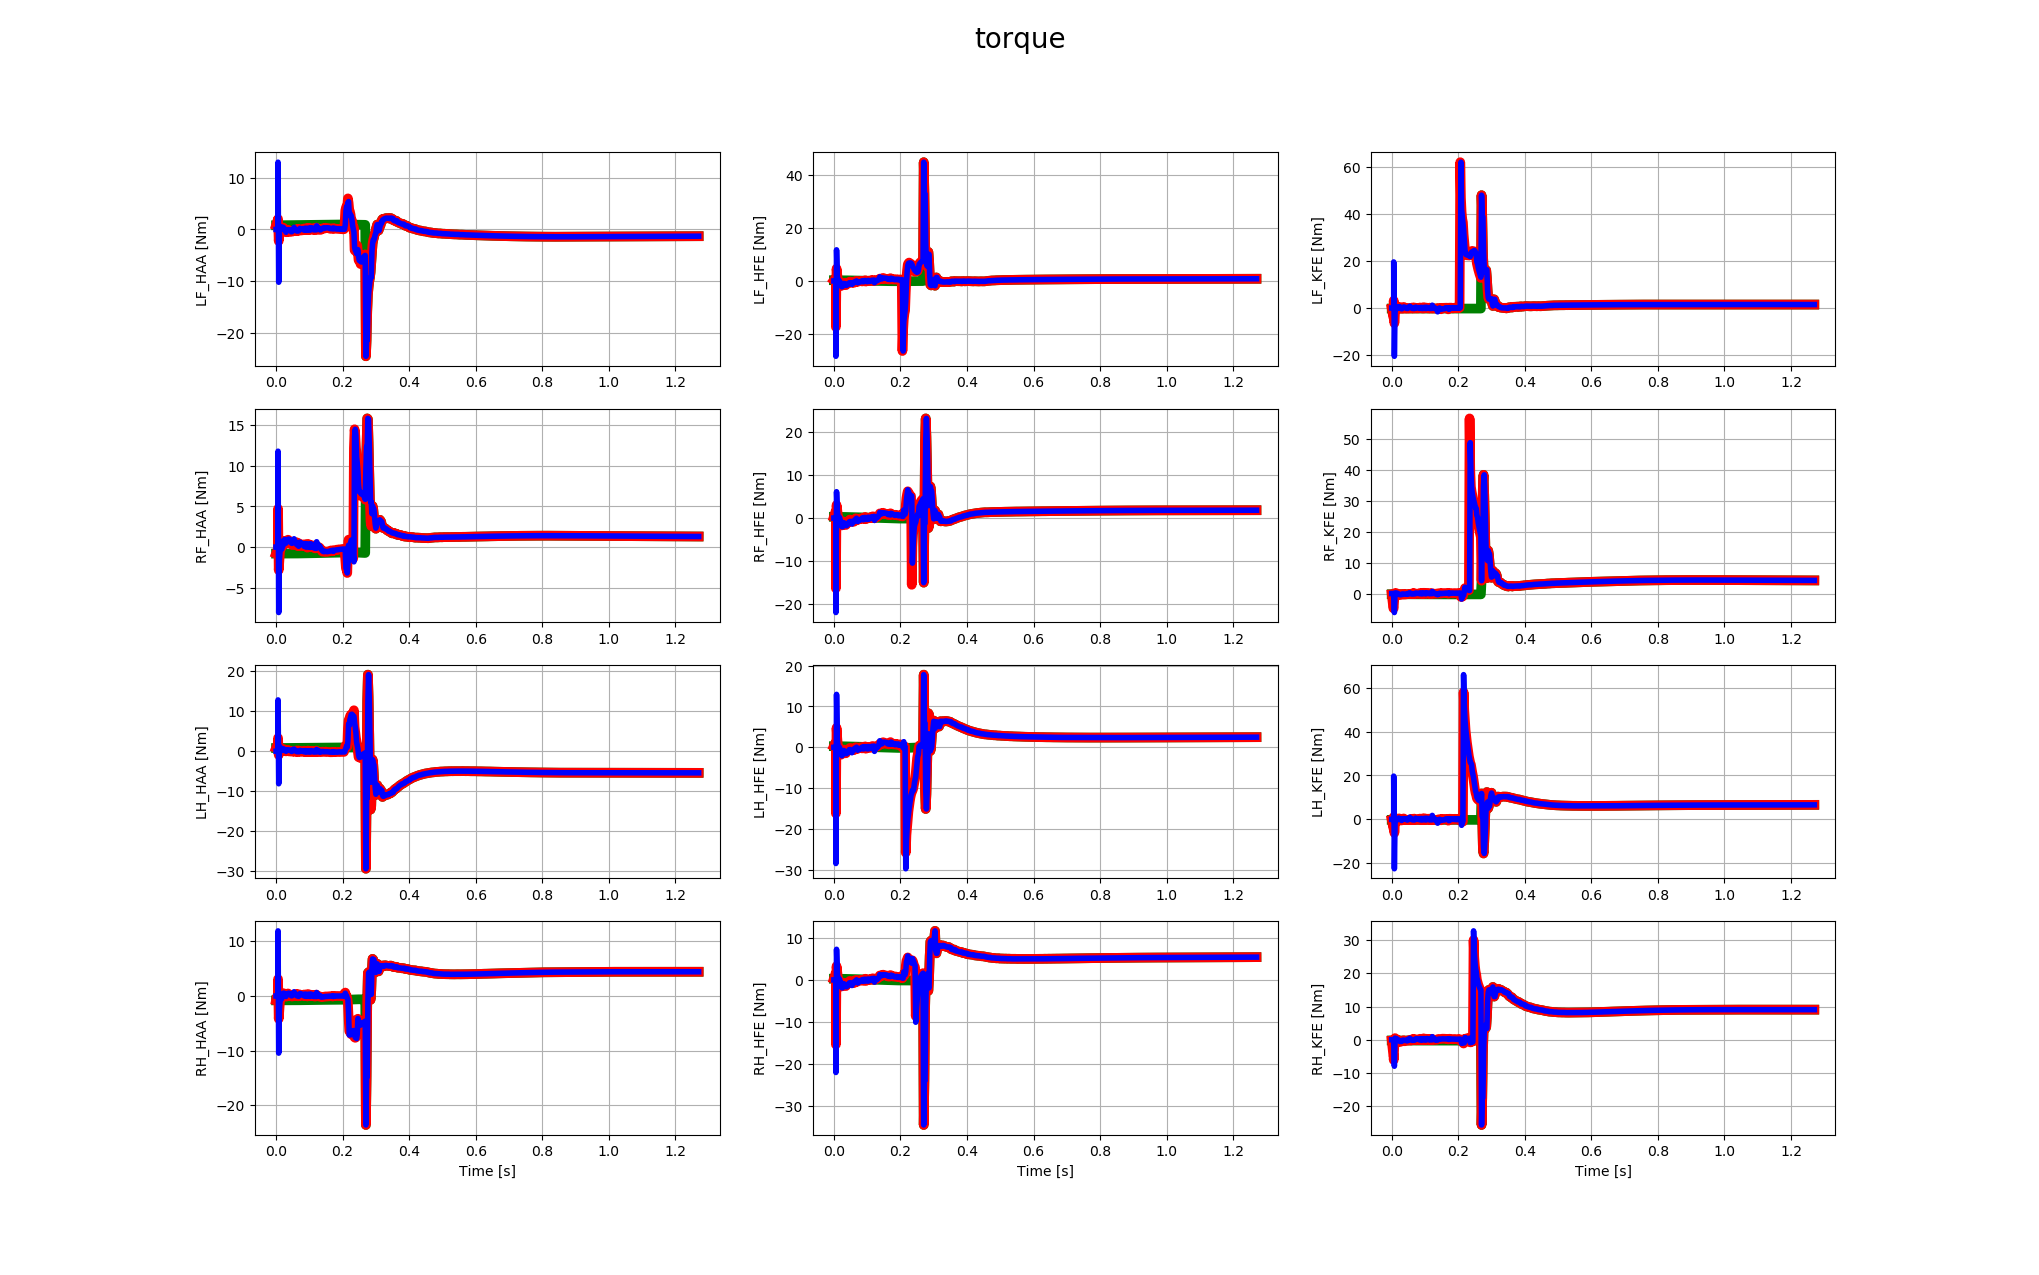 torque
LF_HAA [Nm]
10
0
−10
−20
0.0 0.2 0.4 0.6 0.8 1.0 1.2
LF_HFE [Nm]
40
20
0
−20
0.0 0.2 0.4 0.6 0.8 1.0 1.2
LF_KFE [Nm]
60
40
20
0
−20
0.0 0.2 0.4 0.6 0.8 1.0 1.2
RF_HAA [Nm]
15
10
5
0
−5
0.0 0.2 0.4 0.6 0.8 1.0 1.2
RF_HFE [Nm]
20
10
0
−10
−20
0.0 0.2 0.4 0.6 0.8 1.0 1.2
RF_KFE [Nm]
50
40
30
20
10
0
0.0 0.2 0.4 0.6 0.8 1.0 1.2
LH_HAA [Nm]
20
10
0
−10
−20
−30
0.0 0.2 0.4 0.6 0.8 1.0 1.2
LH_HFE [Nm]
20
10
0
−10
−20
−30
0.0 0.2 0.4 0.6 0.8 1.0 1.2
LH_KFE [Nm]
60
40
20
0
−20
0.0 0.2 0.4 0.6 0.8 1.0 1.2
RH_HAA [Nm]
10
0
−10
−20
0.0 0.2 0.4 0.6 0.8 1.0 1.2
Time [s]
RH_HFE [Nm]
10
0
−10
−20
−30
0.0 0.2 0.4 0.6 0.8 1.0 1.2
Time [s]
RH_KFE [Nm]
30
20
10
0
−10
−20
0.0 0.2 0.4 0.6 0.8 1.0 1.2
Time [s]